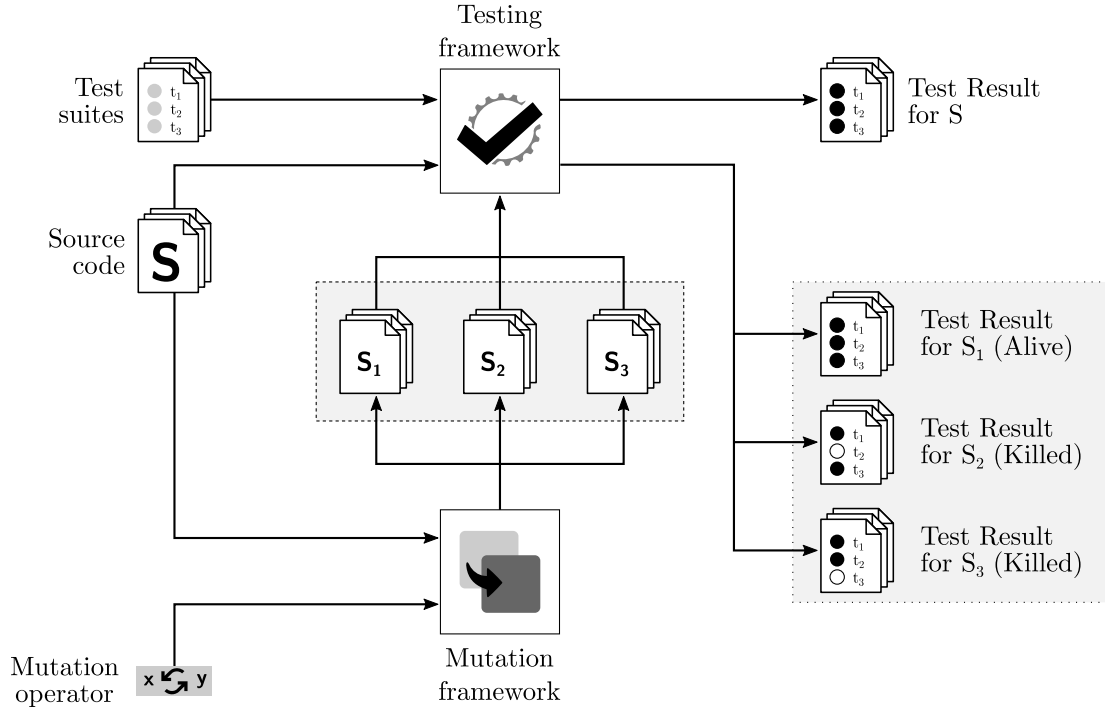 Testing
framework
Test
suites
t₁
t₂
t₃
t₁
t₂
t₃
Test Result
for S
Source
code
S
S₁
S₂
S₃
t₁
t₂
t₃
Test Result
for S₁ (Alive)
t₁
t₂
t₃
Test Result
for S₂ (Killed)
t₁
t₂
t₃
Test Result
for S₃ (Killed)
Mutation
operator
x y
Mutation
framework